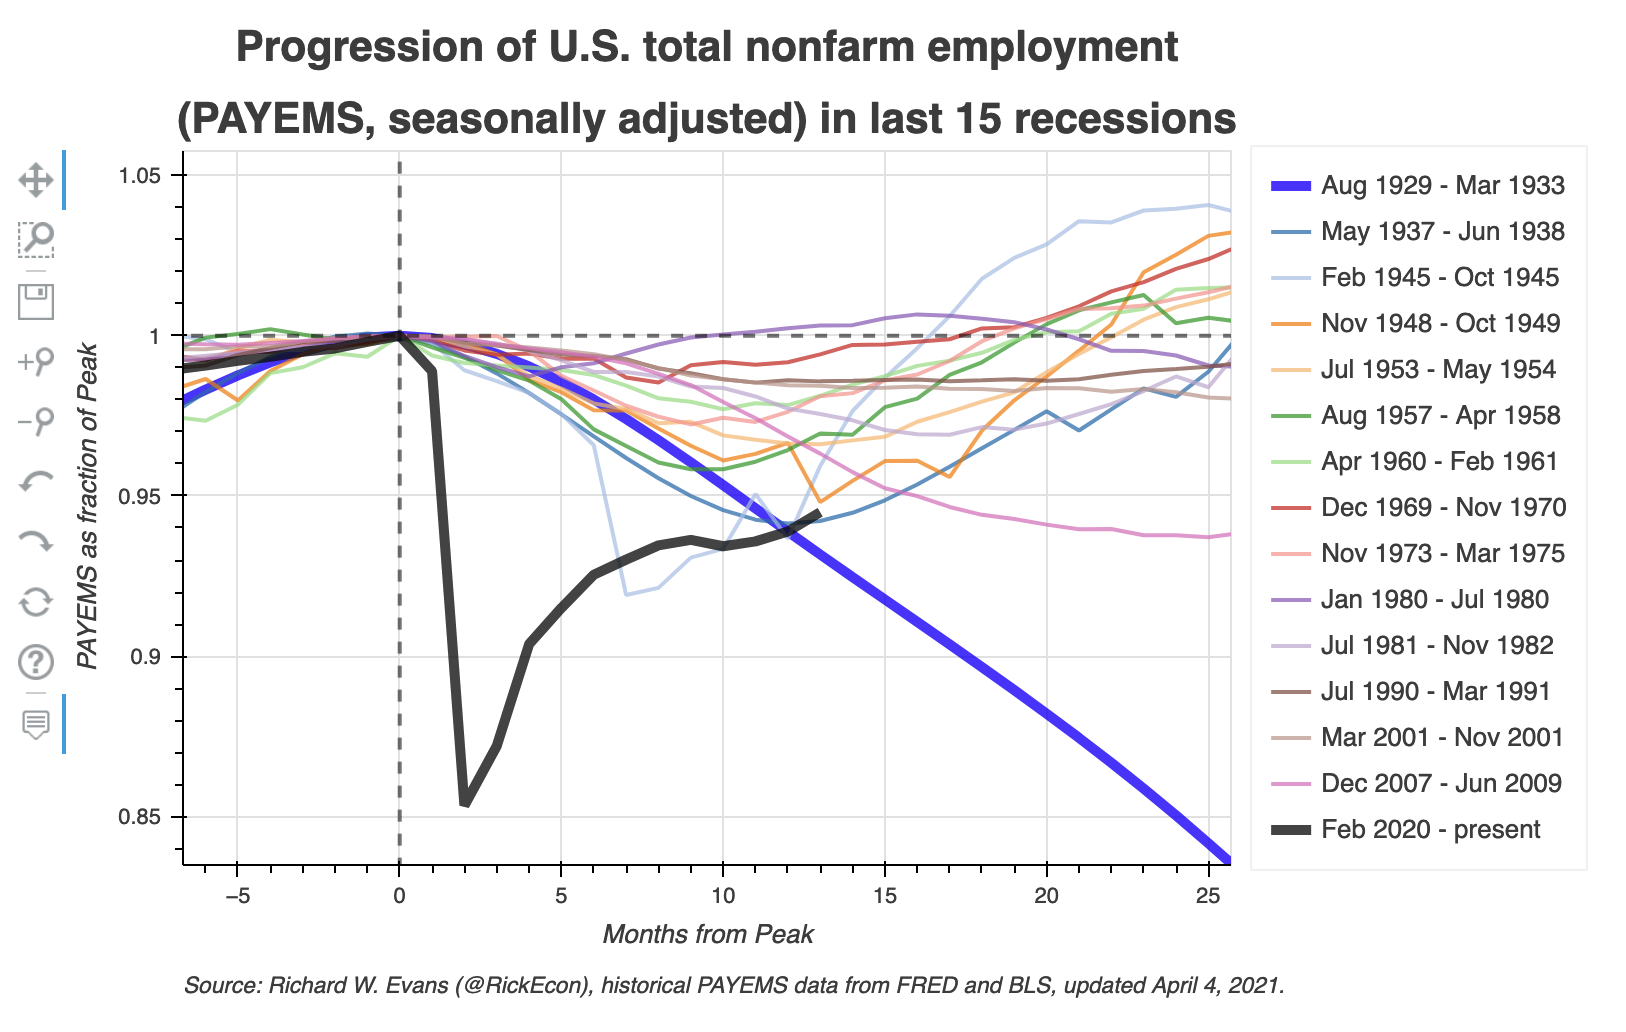 Progression of U.S. total nonfarm employment
(PAYEMS, seasonally adjusted) in last 15 recessions
PAYEMS as fraction of Peak
1.05
1
0.95
0.9
0.85
−5 0 5 10 15 20 25
Months from Peak
Aug 1929 - Mar 1933
May 1937 - Jun 1938
Feb 1945 - Oct 1945
Nov 1948 - Oct 1949
Jul 1953 - May 1954
Aug 1957 - Apr 1958
Apr 1960 - Feb 1961
Dec 1969 - Nov 1970
Nov 1973 - Mar 1975
Jan 1980 - Jul 1980
Jul 1981 - Nov 1982
Jul 1990 - Mar 1991
Mar 2001 - Nov 2001
Dec 2007 - Jun 2009
Feb 2020 - present
Source: Richard W. Evans (@RickEcon), historical PAYEMS data from FRED and BLS, updated April 4, 2021.